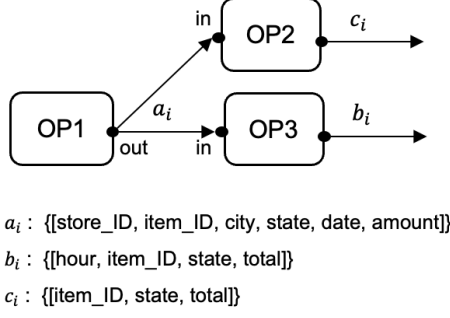 in
OP2
c_i
OP1
a_i
out
in
OP3
b_i
a_i : {[store_ID, item_ID, city, state, date, amount]}
b_i : {[hour, item_ID, state, total]}
c_i : {[item_ID, state, total]}